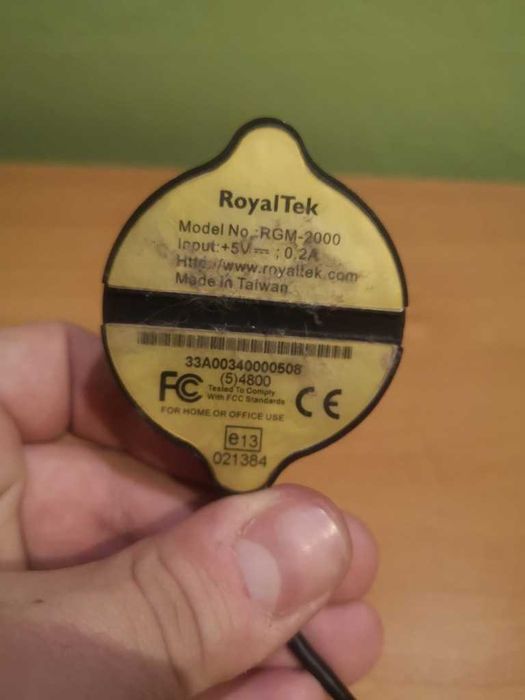 RoyalTek
Model No.:RGM-2000
Input:+5V⎓; 0.2A
Http://www.royaltek.com
Made in Taiwan
33A00340000508
(5)4800
FC Tested To Comply
With FCC Standards
CE
FOR HOME OR OFFICE USE
e13
021384